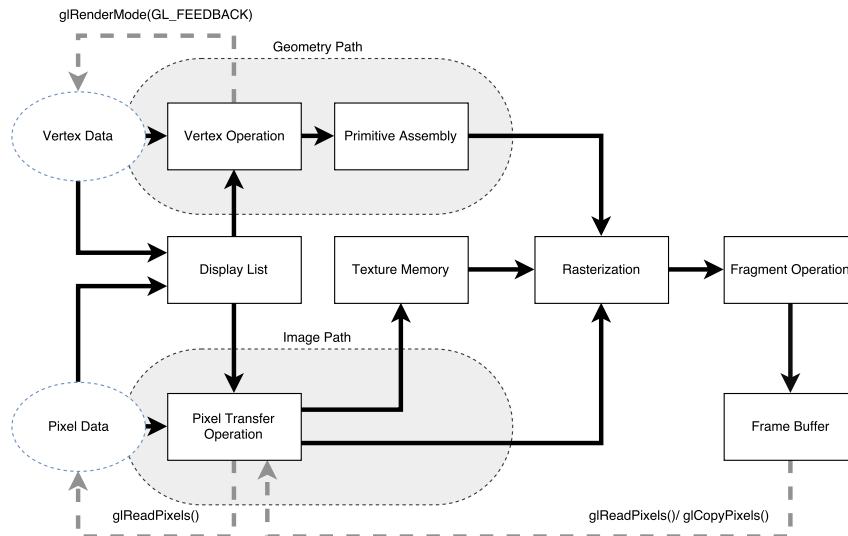 glRenderMode(GL_FEEDBACK)
Geometry Path
Vertex Data
Vertex Operation
Primitive Assembly
Display List
Texture Memory
Rasterization
Fragment Operation
Image Path
Pixel Data
Pixel Transfer
Operation
Frame Buffer
glReadPixels()
glReadPixels()/ glCopyPixels()